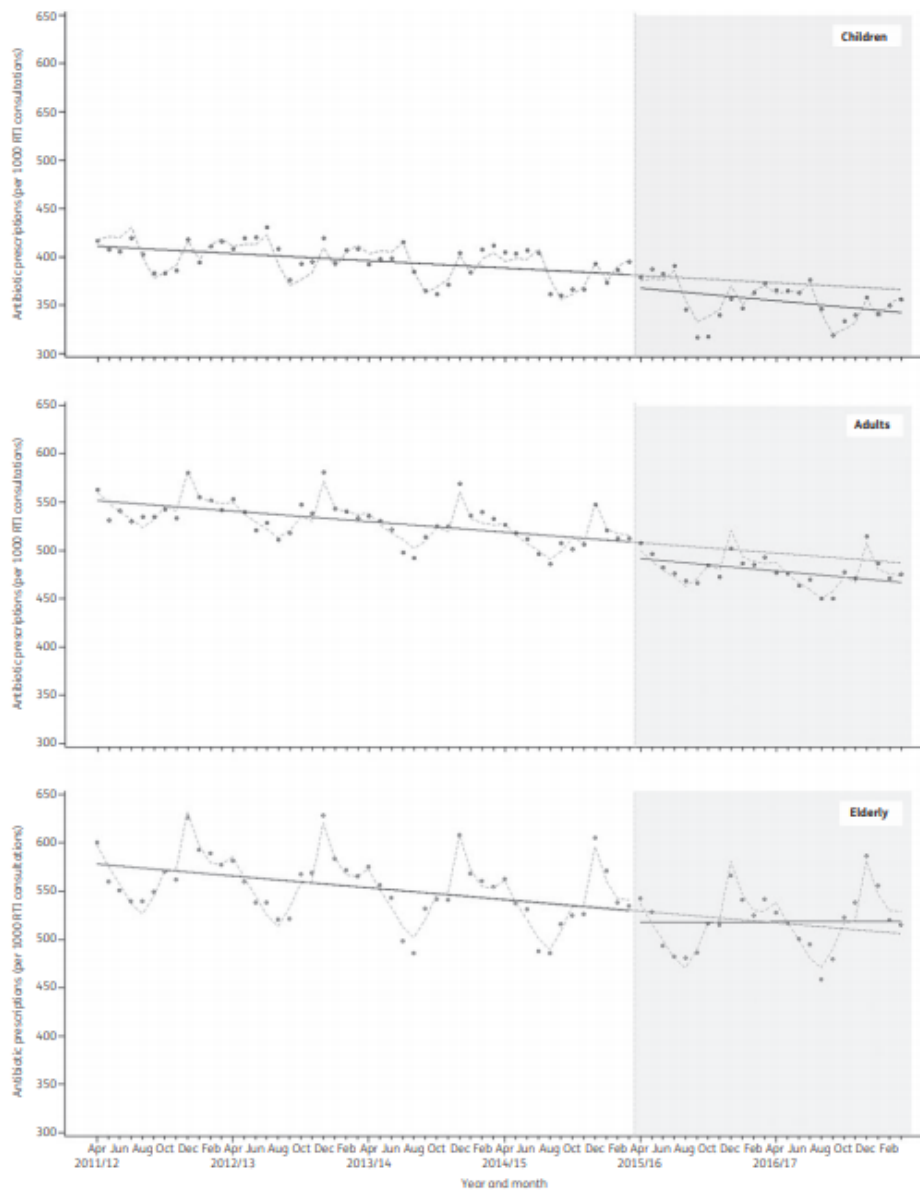 Antibiotic prescriptions (per 1000 RTI consultations)
650
600
650
500
450
400
350
300
Children
Antibiotic prescriptions (per 1000 RTI consultations)
650
600
550
500
450
400
350
300
Adults
Antibiotic prescriptions (per 1000 RTI consultations)
650
600
550
500
450
400
350
300
Elderly
Apr Jun Aug Oct Dec Feb Apr Jun Aug Oct Dec Feb Apr Jun Aug Oct Dec Feb Apr Jun Aug Oct Dec Feb Apr Jun Aug Oct Dec Feb Apr Jun Aug Oct Dec Feb
2011/12 2012/13 2013/14 2014/15 2015/16 2016/17
Year and month